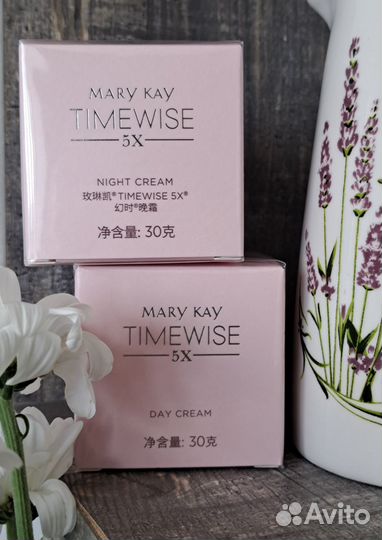 MARY KAY
TIMEWISE
5X
NIGHT CREAM
玫琳凯®TIMEWISE 5X®
幻时®晚霜
净含量: 30克
MARY KAY
TIMEWISE
5X
DAY CREAM
净含量: 30克
Avito